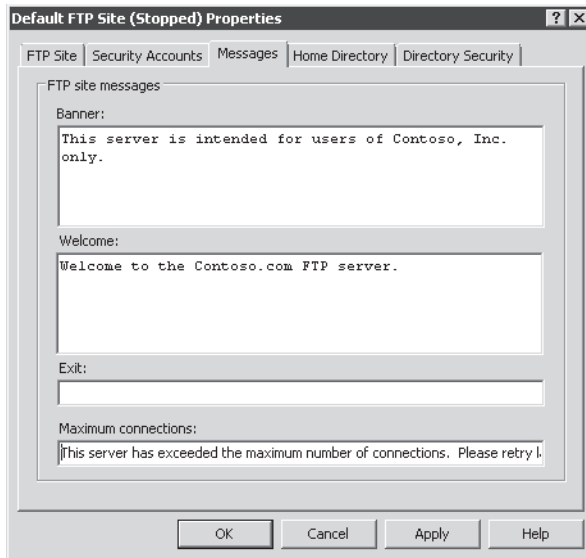 Default FTP Site (Stopped) Properties
? X
FTP Site Security Accounts Messages Home Directory Directory Security
FTP site messages
Banner:
This server is intended for users of Contoso, Inc.
only.
Welcome:
Welcome to the Contoso.com FTP server.
Exit:
Maximum connections:
This server has exceeded the maximum number of connections. Please retry
OK Cancel Apply Help